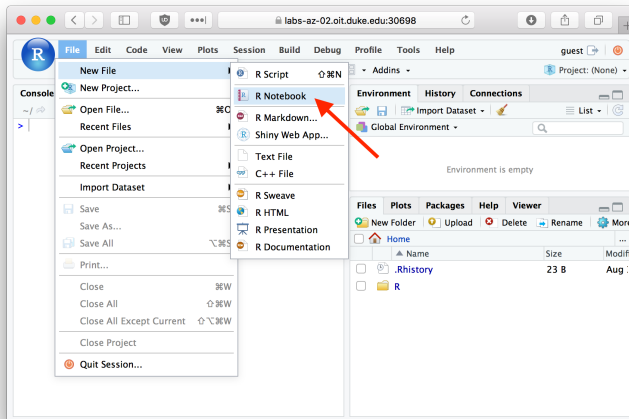 labs-az-02.oit.duke.edu:30698
R
File Edit Code View Plots Session Build Debug Profile Tools Help
guest
Addins
Project: (None)
New File
New Project...
Open File... ⌘O
Recent Files
Open Project...
Recent Projects
Import Dataset
Save ⌘S
Save As...
Save All ⌥⌘S
Print...
Close ⌘W
Close All ⇧⌘W
Close All Except Current ⇧⌥⌘W
Close Project
Quit Session...
R Script ⇧⌘N
R Notebook
R Markdown...
Shiny Web App...
Text File
C++ File
R Sweave
R HTML
R Presentation
R Documentation
Console
~/
>
Environment History Connections
Import Dataset
List
Global Environment
Environment is empty
Files Plots Packages Help Viewer
New Folder Upload Delete Rename More
Home
...
Name Size Modifi
.Rhistory 23 B Aug
R